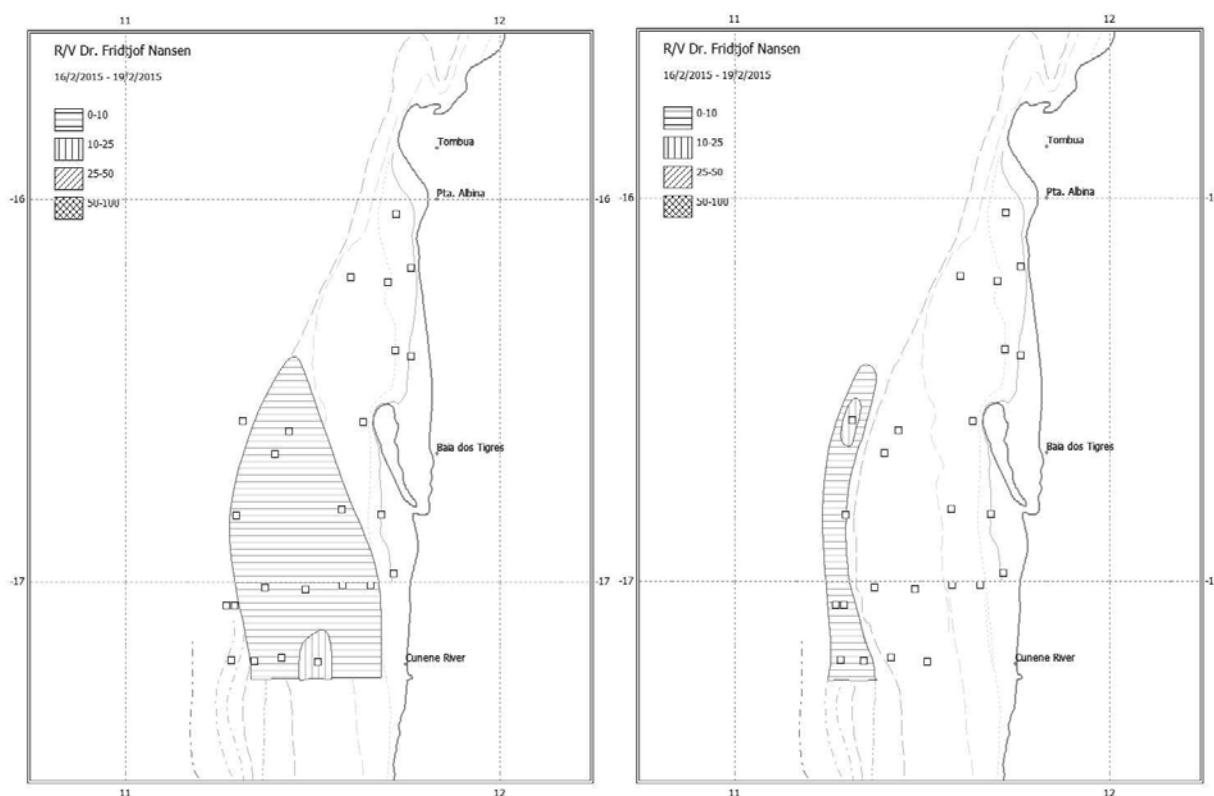 11 12
R/V Dr. Fridtjof Nansen
16/2/2015 - 19/2/2015
0-10
10-25
25-50
50-100
Tombua
Pta. Albina
-16 -16
Baia dos Tigres
-17 -17
Cunene River
11 12
11 12
R/V Dr. Fridtjof Nansen
16/2/2015 - 19/2/2015
0-10
10-25
25-50
50-100
Tombua
Pta. Albina
-16 -1
Baia dos Tigres
-17 -1
Cunene River
11 12